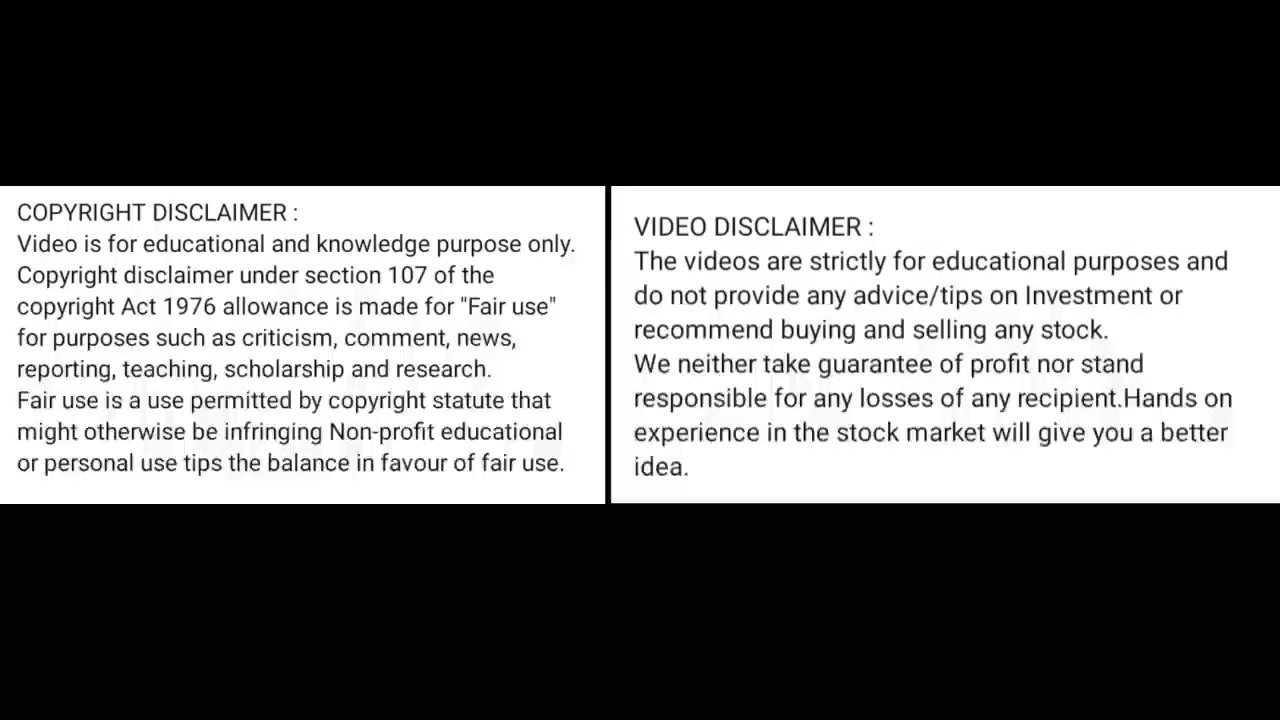 COPYRIGHT DISCLAIMER :
Video is for educational and knowledge purpose only.
Copyright disclaimer under section 107 of the
copyright Act 1976 allowance is made for "Fair use"
for purposes such as criticism, comment, news,
reporting, teaching, scholarship and research.
Fair use is a use permitted by copyright statute that
might otherwise be infringing Non-profit educational
or personal use tips the balance in favour of fair use.
VIDEO DISCLAIMER :
The videos are strictly for educational purposes and
do not provide any advice/tips on Investment or
recommend buying and selling any stock.
We neither take guarantee of profit nor stand
responsible for any losses of any recipient.Hands on
experience in the stock market will give you a better
idea.